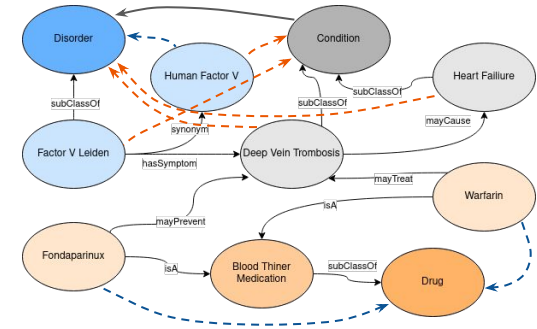 Disorder
Condition
Human Factor V
Heart Failiure
subClassOf
subClassOf
subClassOf
mayCause
synonym
Factor V Leiden
hasSymptom
Deep Vein Trombosis
mayTreat
Warfarin
isA
mayPrevent
Fondaparinux
isA
Blood Thiner
Medication
subClassOf
Drug